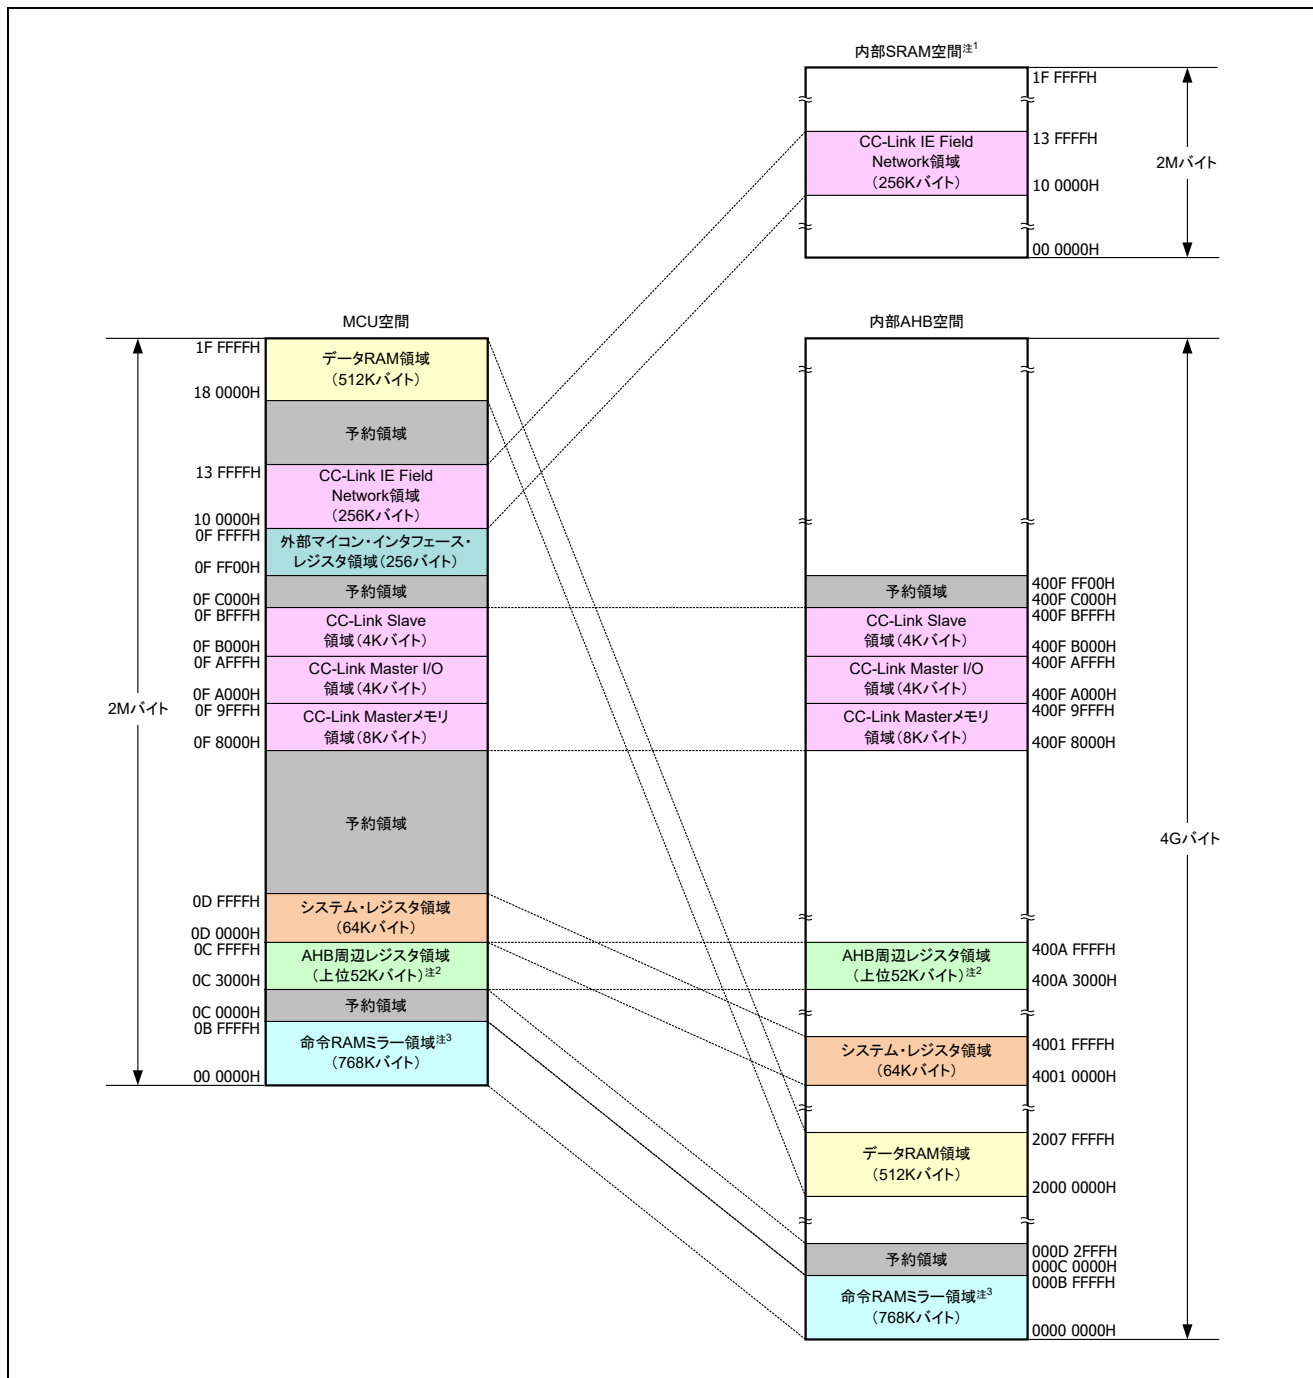 内部SRAM空間注1
1F FFFFH
CC-Link IE Field
Network領域
(256Kバイト)
13 FFFFH
10 0000H
00 0000H
2Mバイト
MCU空間
1F FFFFH
18 0000H
13 FFFFH
10 0000H
0F FFFFH
0F FF00H
0F C000H
0F BFFFH
0F B000H
0F AFFFH
0F A000H
0F 9FFFH
0F 8000H
0D FFFFH
0D 0000H
0C FFFFH
0C 3000H
0C 0000H
0B FFFFH
00 0000H
2Mバイト
データRAM領域
(512Kバイト)
予約領域
CC-Link IE Field
Network領域
(256Kバイト)
外部マイコン・インタフェース・
レジスタ領域(256バイト)
予約領域
CC-Link Slave
領域(4Kバイト)
CC-Link Master I/O
領域(4Kバイト)
CC-Link Masterメモリ
領域(8Kバイト)
予約領域
システム・レジスタ領域
(64Kバイト)
AHB周辺レジスタ領域
(上位52Kバイト)注2
予約領域
命令RAMミラー領域注3
(768Kバイト)
内部AHB空間
予約領域
CC-Link Slave
領域(4Kバイト)
CC-Link Master I/O
領域(4Kバイト)
CC-Link Masterメモリ
領域(8Kバイト)
AHB周辺レジスタ領域
(上位52Kバイト)注2
システム・レジスタ領域
(64Kバイト)
データRAM領域
(512Kバイト)
予約領域
命令RAMミラー領域注3
(768Kバイト)
400F FF00H
400F C000H
400F BFFFH
400F B000H
400F AFFFH
400F A000H
400F 9FFFH
400F 8000H
400A FFFFH
400A 3000H
4001 FFFFH
4001 0000H
2007 FFFFH
2000 0000H
000D 2FFFH
000C 0000H
000B FFFFH
0000 0000H
4Gバイト